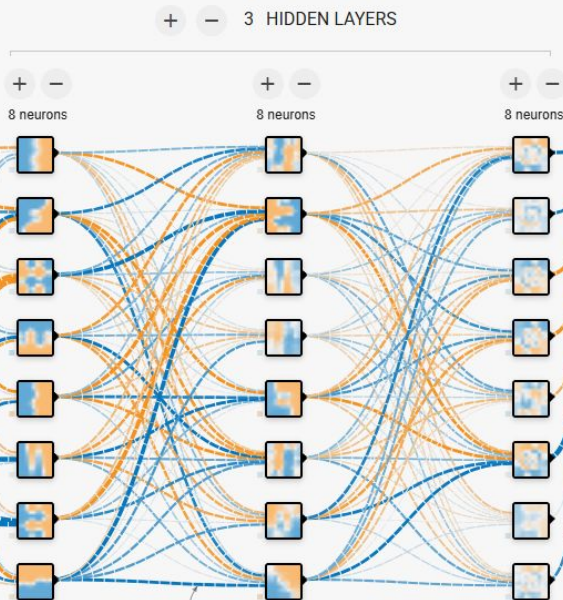 + − 3 HIDDEN LAYERS
+ − + − + −
8 neurons 8 neurons 8 neurons